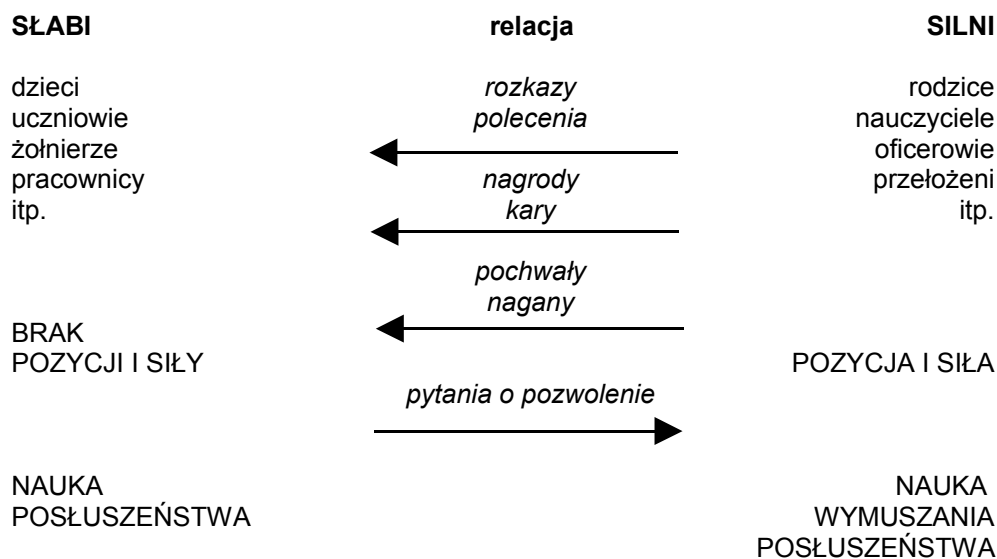 SŁABI relacja SILNI
dzieci rozkazy rodzice
uczniowie polecenia nauczyciele
żołnierze oficerowie
pracownicy nagrody przełożeni
itp. kary itp.
pochwały
nagany
BRAK
POZYCJI I SIŁY POZYCJA I SIŁA
pytania o pozwolenie
NAUKA NAUKA
POSŁUSZEŃSTWA WYMUSZANIA
POSŁUSZEŃSTWA